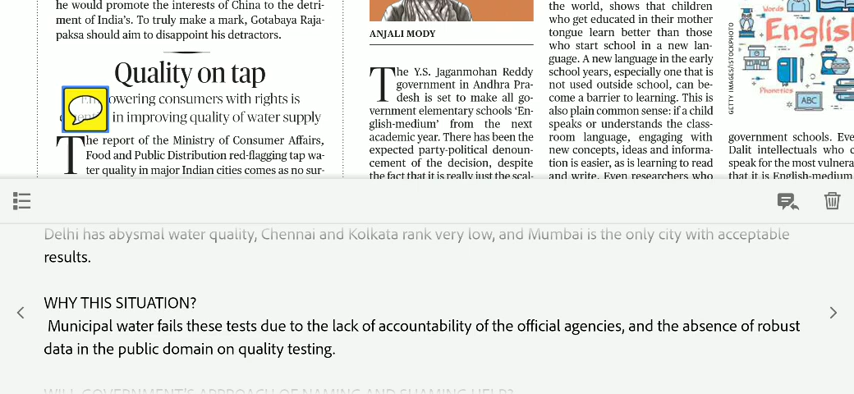 he would promote the interests of China to the detri-
ment of India's. To truly make a mark, Gotabaya Raja-
paksa should aim to disappoint his detractors.
Quality on tap
owering consumers with rights is
in improving quality of water supply
The report of the Ministry of Consumer Affairs,
Food and Public Distribution red-flagging tap wa-
ter quality in major Indian cities comes as no sur-
ANJALI MODY
The Y.S. Jaganmohan Reddy
government in Andhra Pra-
desh is set to make all go-
vernment elementary schools 'En-
glish-medium' from the next
academic year. There has been the
expected party-political denoun-
cement of the decision, despite
the fact that it is really just the scal-
the world, shows that children
who get educated in their mother
tongue learn better than those
who start school in a new lan-
guage. A new language in the early
school years, especially one that is
not used outside school, can be-
come a barrier to learning. This is
also plain common sense: if a child
speaks or understands the class-
room language, engaging with
new concepts, ideas and informa-
tion is easier, as is learning to read
and write. Even researchers who
GETTY IMAGES/ISTOCKPHOTO
Words
English
Phonetics
ABC
government schools. Eve
Dalit intellectuals who c
speak for the most vulnera
that it is English-medium
Delhi has abysmal water quality, Chennai and Kolkata rank very low, and Mumbai is the only city with acceptable
results.
WHY THIS SITUATION?
Municipal water fails these tests due to the lack of accountability of the official agencies, and the absence of robust
data in the public domain on quality testing.
WILL GOVERNMENT'S APPROACH OF NAMING AND SHAMING HELP?